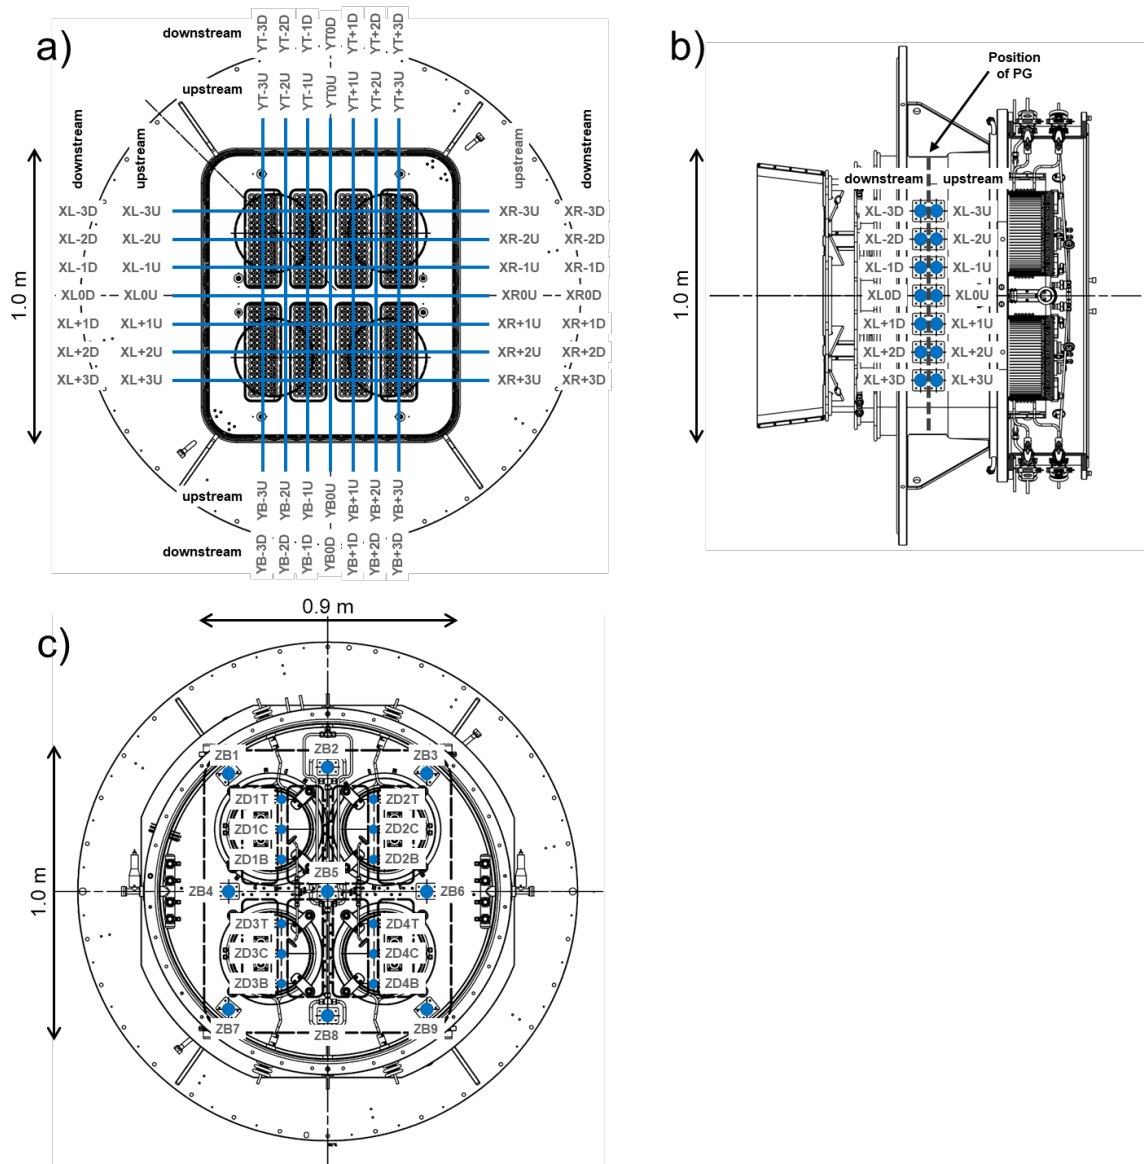 a)
downstream
YT-3D YT-2D YT-1D YT0D YT+1D YT+2D YT+3D
upstream
YT-3U YT-2U YT-1U YT0U YT+1U YT+2U YT+3U
downstream upstream upstream downstream
1.0 m
XL-3D XL-3U XR-3U XR-3D
XL-2D XL-2U XR-2U XR-2D
XL-1D XL-1U XR-1U XR-1D
XL0D XL0U XR0U XR0D
XL+1D XL+1U XR+1U XR+1D
XL+2D XL+2U XR+2U XR+2D
XL+3D XL+3U XR+3U XR+3D
upstream
YB-3U YB-2U YB-1U YB0U YB+1U YB+2U YB+3U
downstream
YB-3D YB-2D YB-1D YB0D YB+1D YB+2D YB+3D
b)
Position
of PG
downstream upstream
1.0 m
XL-3D XL-3U
XL-2D XL-2U
XL-1D XL-1U
XL0D XL0U
XL+1D XL+1U
XL+2D XL+2U
XL+3D XL+3U
c)
0.9 m
1.0 m
ZB1 ZB2 ZB3
ZD1T ZD2T
ZD1C ZD2C
ZD1B ZD2B
ZB4 ZB5 ZB6
ZD3T ZD4T
ZD3C ZD4C
ZD3B ZD4B
ZB7 ZB8 ZB9